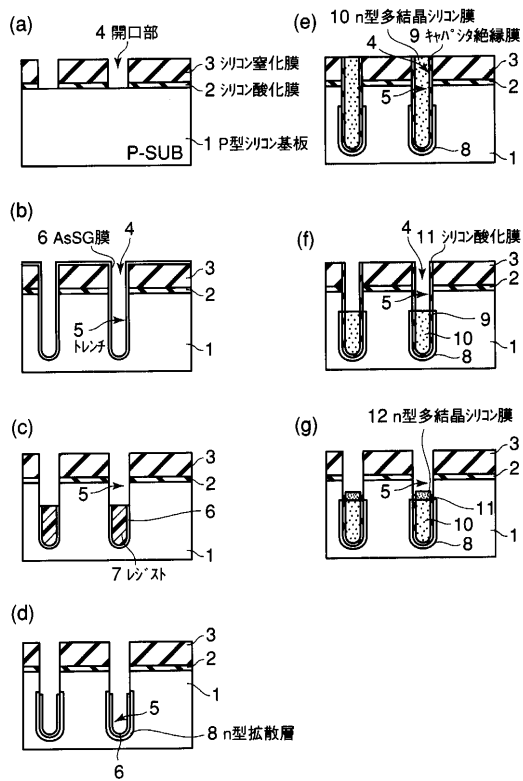 (a)
4 開口部
3 シリコン窒化膜
2 シリコン酸化膜
1 P型シリコン基板
P-SUB
(b)
6 AsSG膜
4
3
2
5
トレンチ
1
(c)
3
2
5
6
1
7 レジスト
(d)
3
2
1
5
8 n型拡散層
6
(e)
10 n型多結晶シリコン膜
9 キャパシタ絶縁膜
4
3
5
2
8
1
(f)
4
11 シリコン酸化膜
3
2
5
9
10
1
8
(g)
12 n型多結晶シリコン膜
3
2
5
11
10
8
1